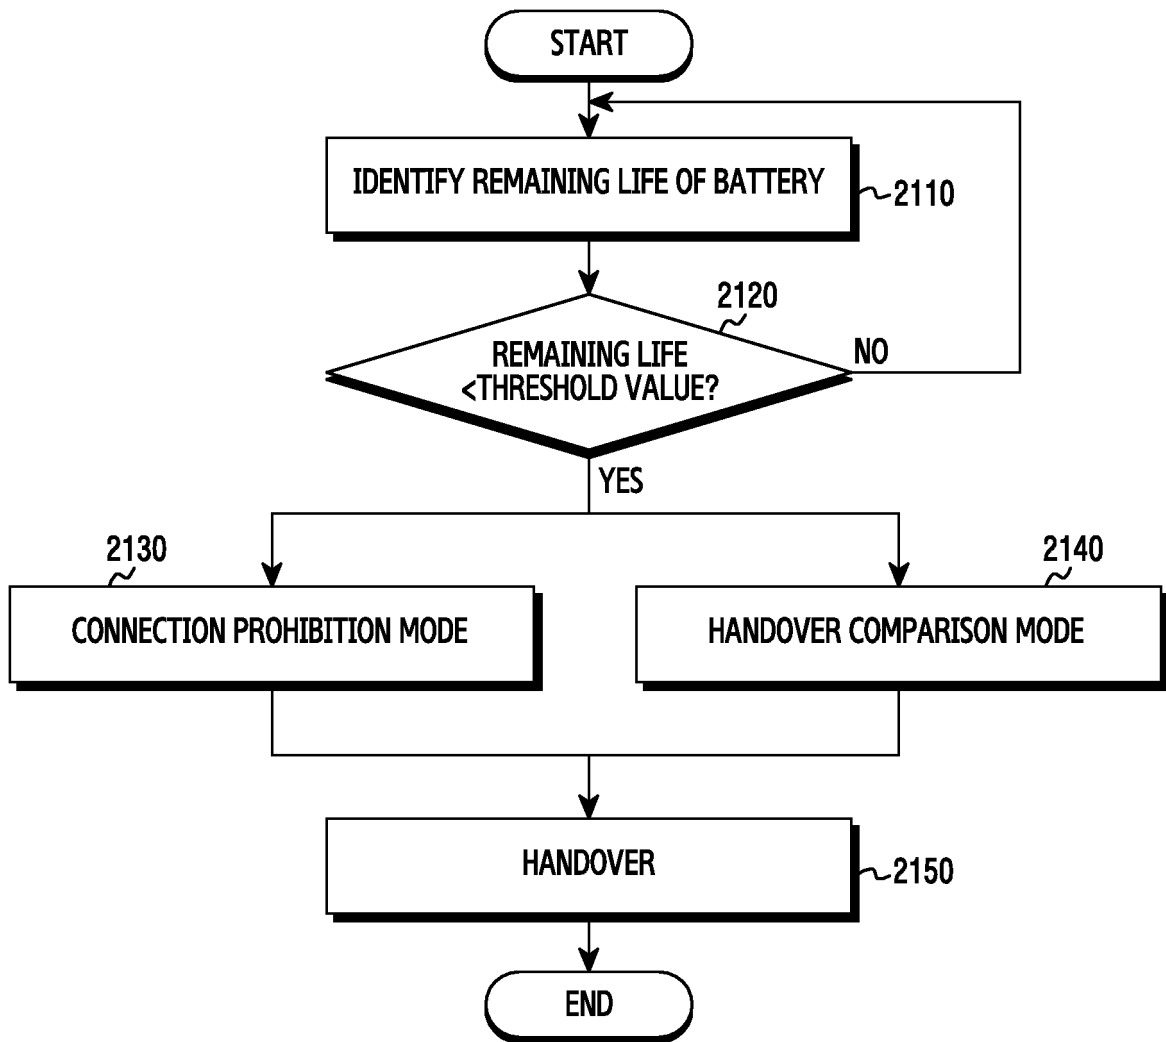 START
IDENTIFY REMAINING LIFE OF BATTERY
2110
2120
REMAINING LIFE
<THRESHOLD VALUE?
NO
YES
2130
2140
CONNECTION PROHIBITION MODE
HANDOVER COMPARISON MODE
HANDOVER
2150
END